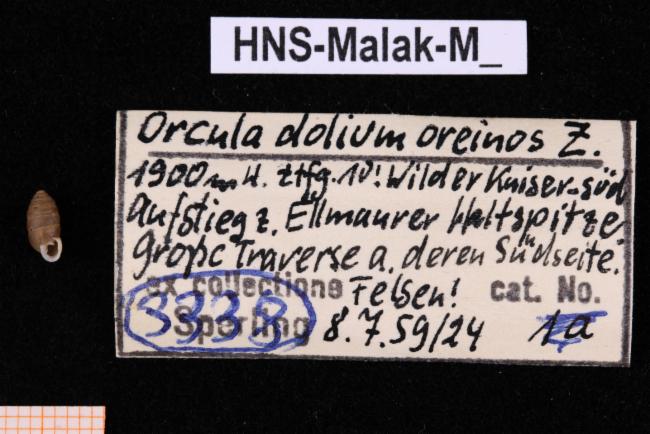 HNS-Malak-M_
Orcula dolium oreinos Z.
1900m H. ztfg. 10! Wilder Kaiser-süd
Aufstieg z. Ellmaurer Haltspitze
Große Traverse a. deren Südseite.
ex collectione Felsen! cat. No.
3338 Sperling 8.7.59/24 1a